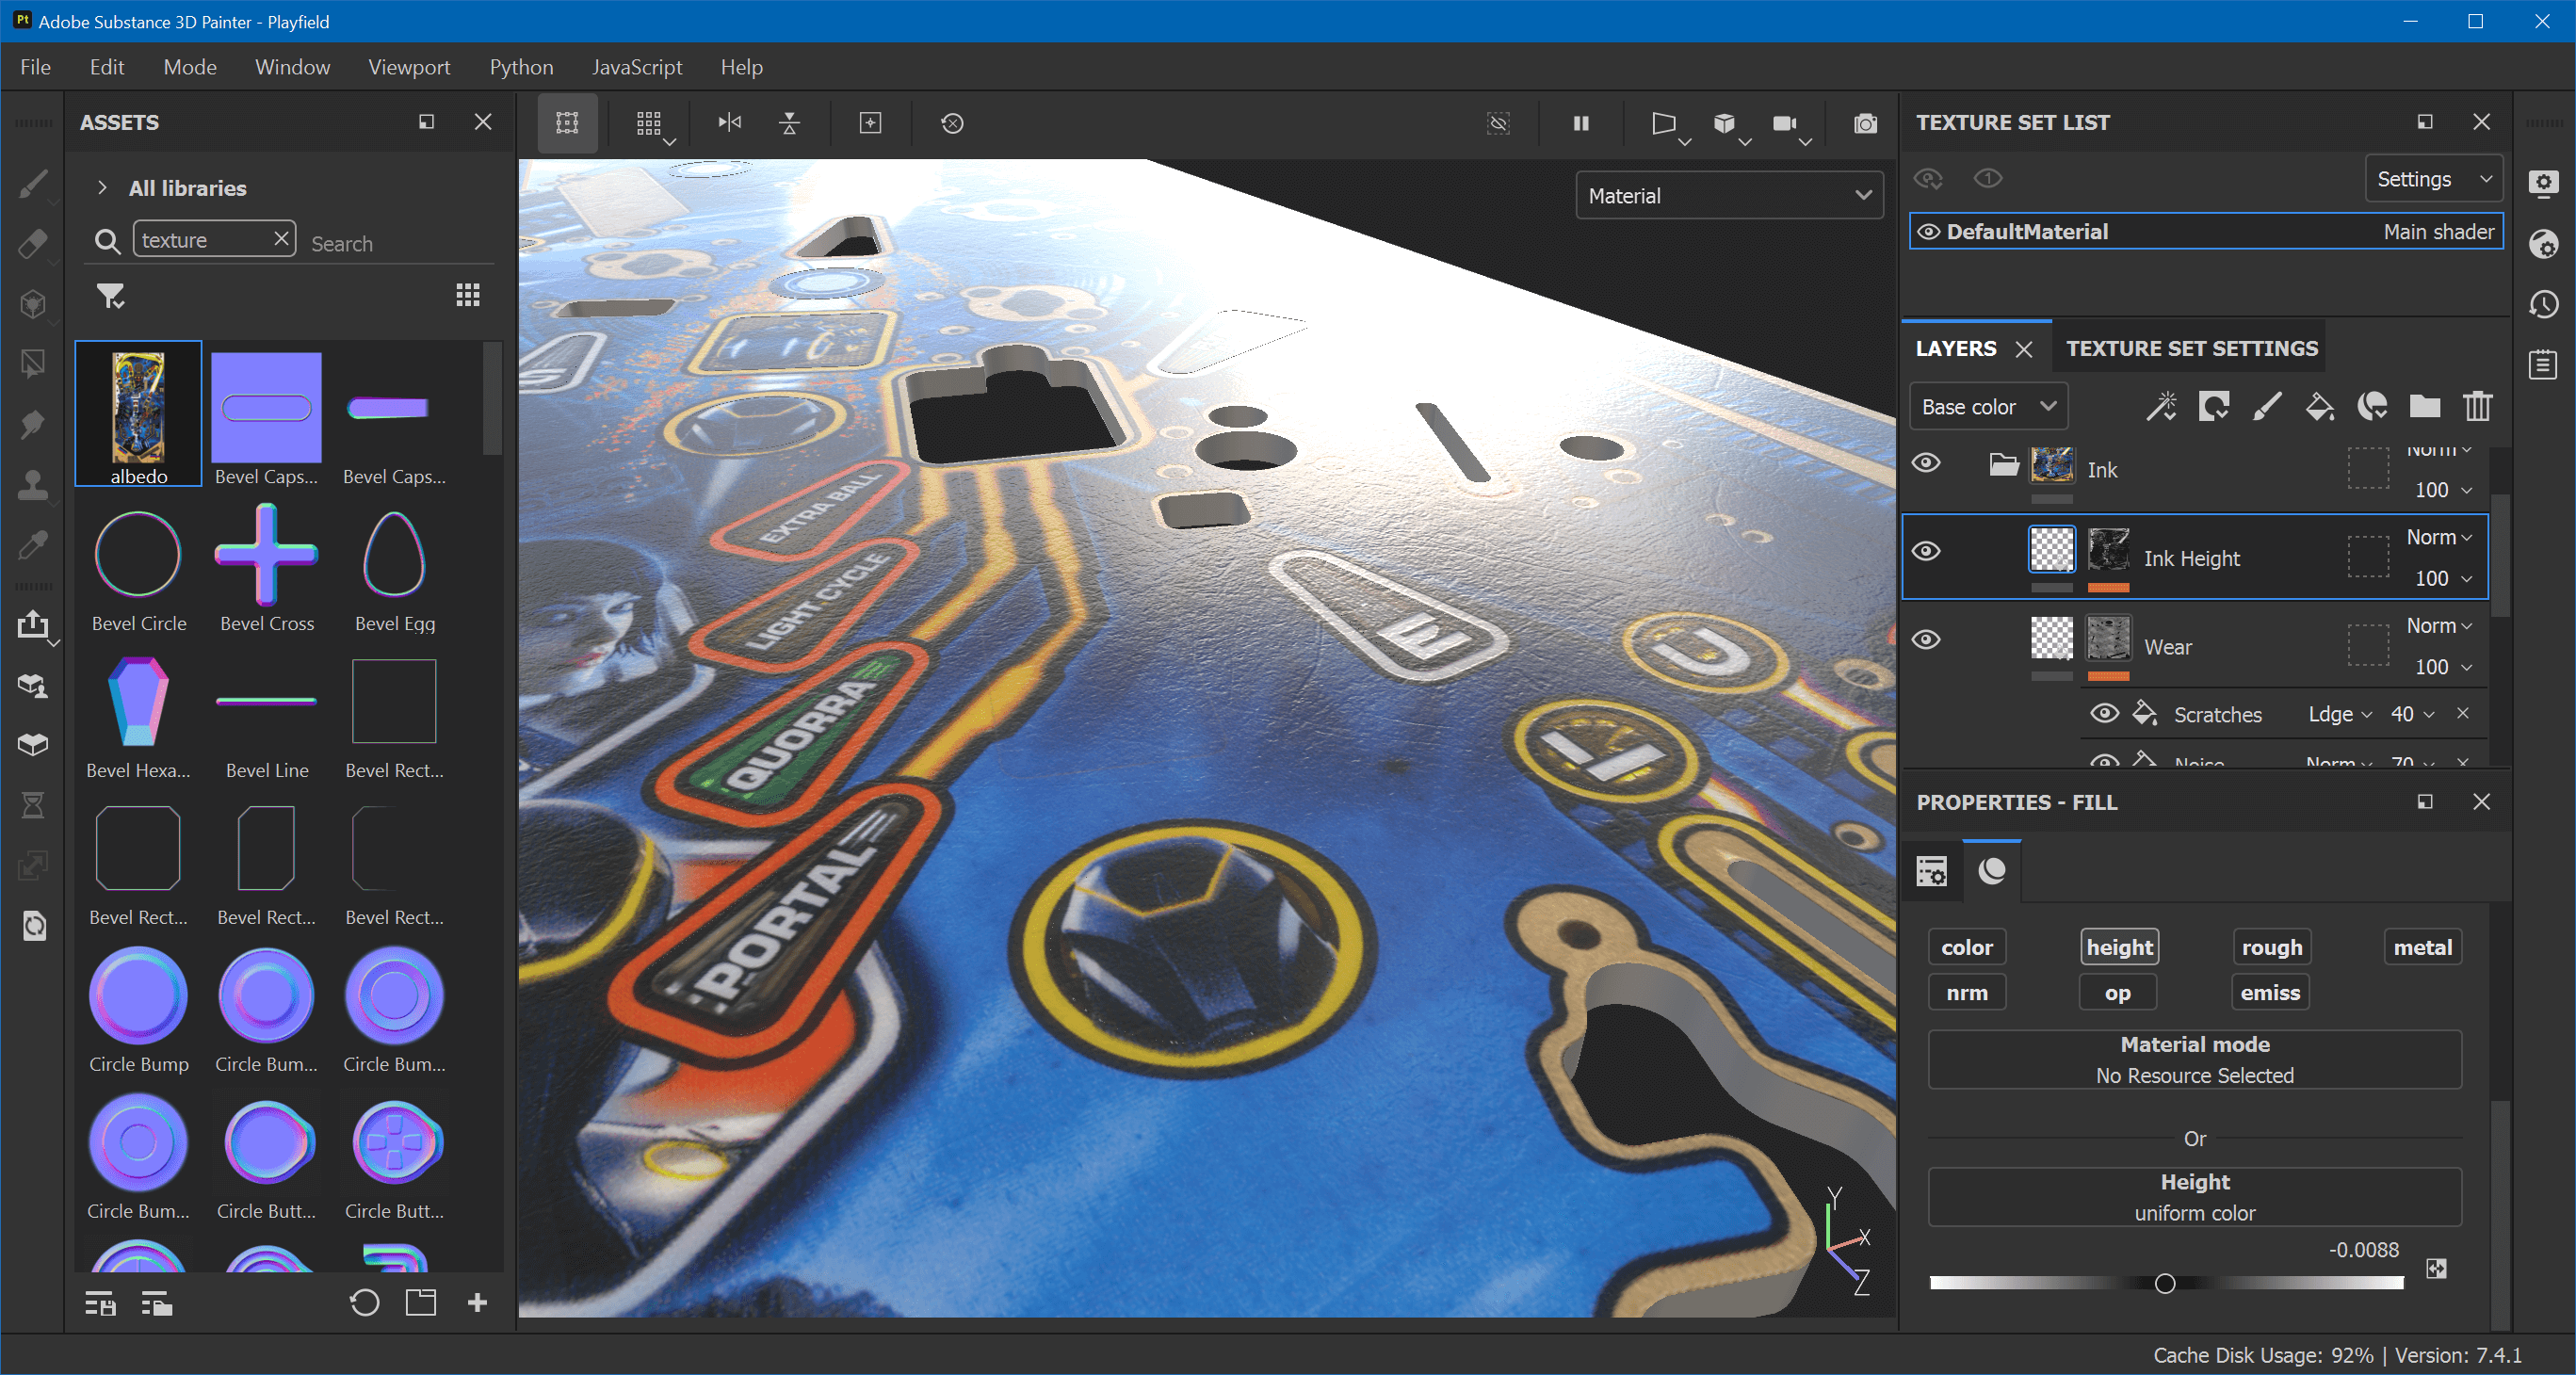 Pt Adobe Substance 3D Painter - Playfield
File Edit Mode Window Viewport Python JavaScript Help
ASSETS
All libraries
texture Search
albedo Bevel Caps... Bevel Caps...
Bevel Circle Bevel Cross Bevel Egg
Bevel Hexa... Bevel Line Bevel Rect...
Bevel Rect... Bevel Rect... Bevel Rect...
Circle Bump Circle Bum... Circle Bum...
Circle Bum... Circle Butt... Circle Butt...
Material
EXTRA BALL
LIGHT CYCLE
QUORRA
PORTAL
Y
X
Z
TEXTURE SET LIST
1
Settings
DefaultMaterial Main shader
LAYERS TEXTURE SET SETTINGS
Base color
Ink Norm
100
Ink Height Norm
100
Wear Norm
100
Scratches Ldge 40
Noise Norm 70
PROPERTIES - FILL
color height rough metal
nrm op emiss
Material mode
No Resource Selected
Or
Height
uniform color
-0.0088
Cache Disk Usage: 92% | Version: 7.4.1